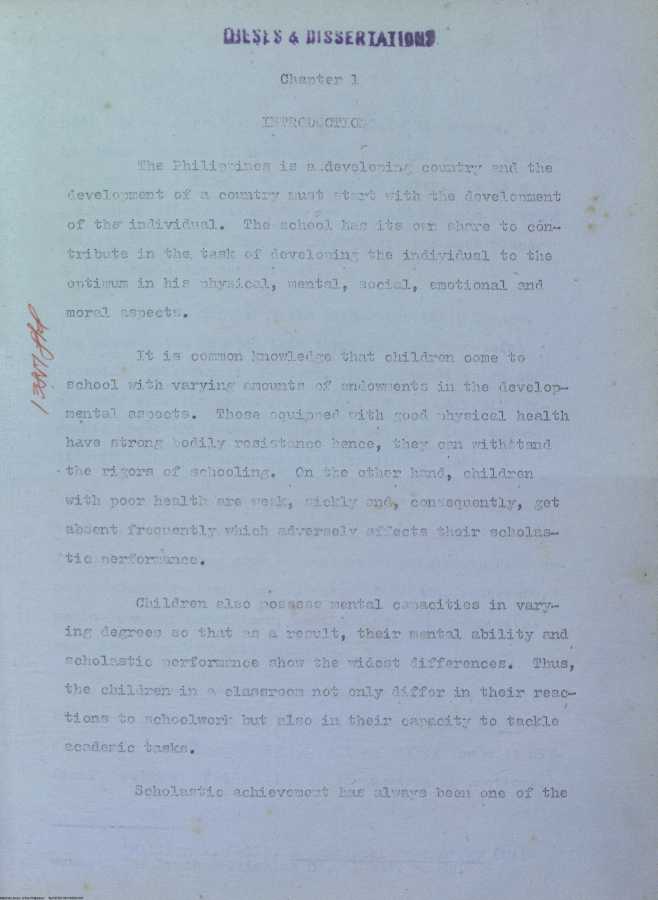 THESES & DISSERTATIONS
Chapter 1
INTRODUCTION
The Philippines is a developing country and the
development of a country must start with the development
of the individual. The school has its own share to con-
tribute in the task of developing the individual to the
optimum in his physical, mental, social, emotional and
moral aspects.
It is common knowledge that children come to
school with varying amounts of endowments in the develop-
mental aspects. Those equipped with good physical health
have strong bodily resistance hence, they can withstand
the rigors of schooling. On the other hand, children
with poor health are weak, sickly and, consequently, get
absent frequently which adversely affects their scholas-
tic performance.
Children also possess mental capacities in vary-
ing degrees so that as a result, their mental ability and
scholastic performance show the widest differences. Thus,
the children in a classroom not only differ in their reac-
tions to schoolwork but also in their capacity to tackle
academic tasks.
Scholastic achievement has always been one of the